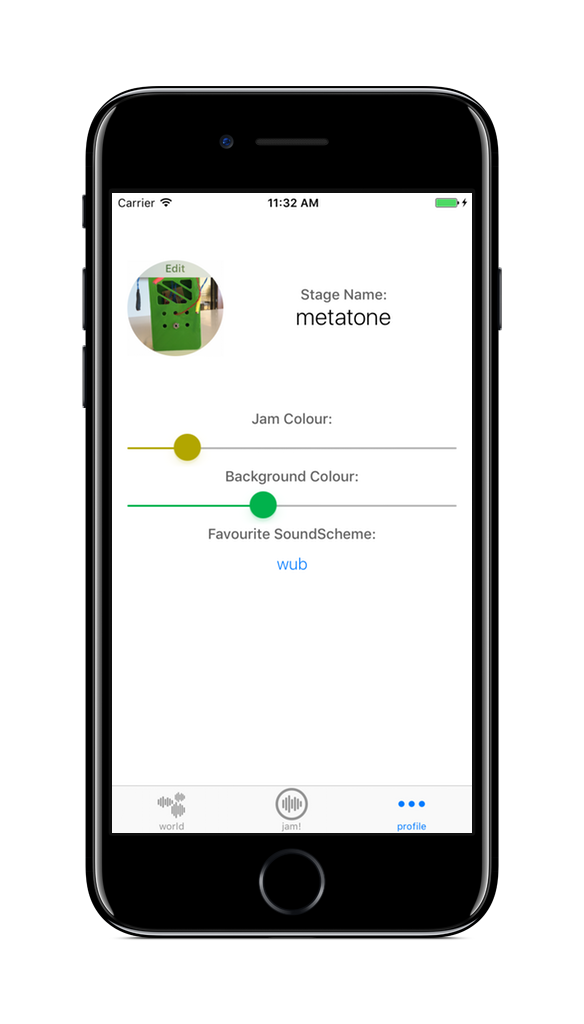 Carrier 11:32 AM
Edit
Stage Name:
metatone
Jam Colour:
Background Colour:
Favourite SoundScheme:
wub
world jam! profile